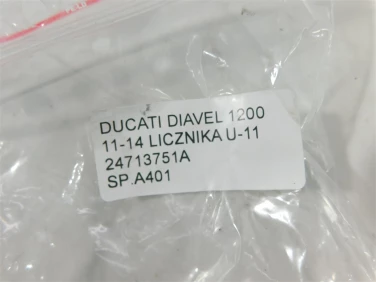 DUCATI DIAVEL 1200
11-14 LICZNIKA U-11
24713751A
SP A401